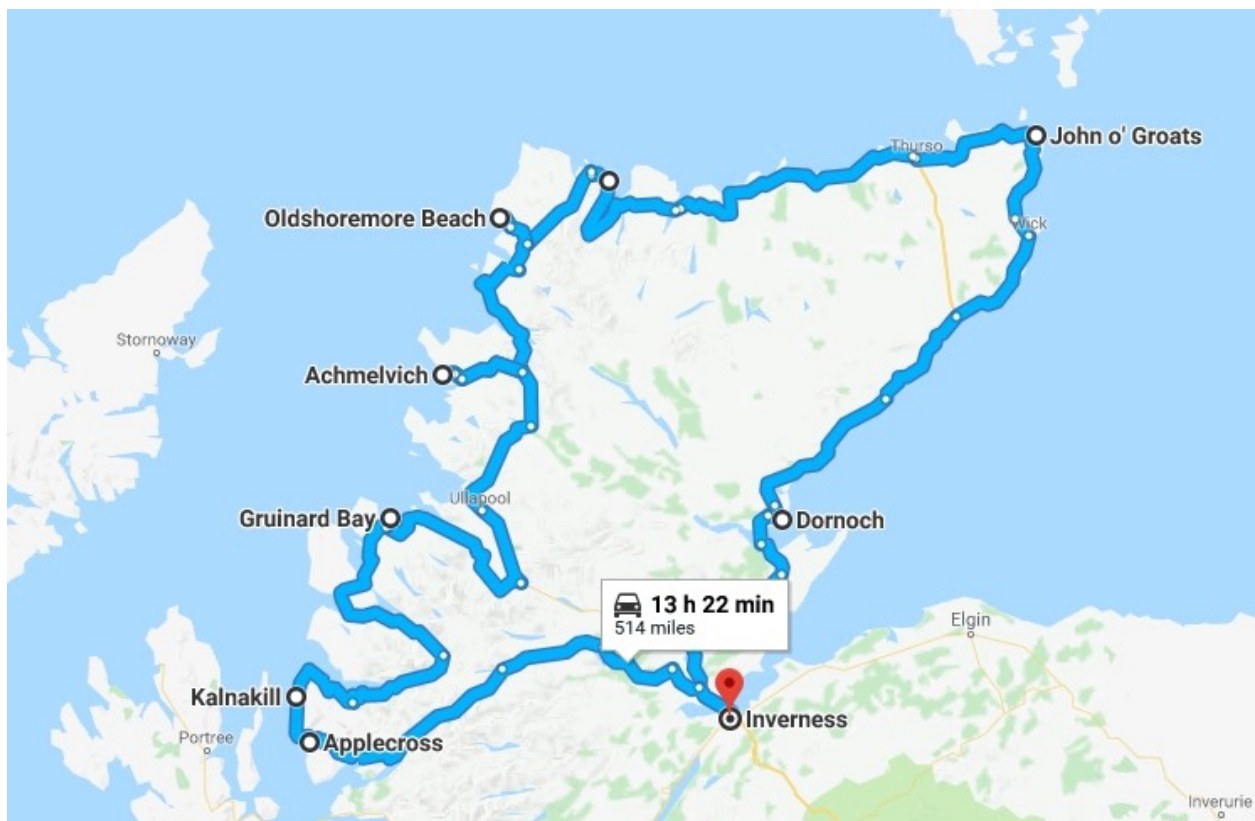 John o' Groats
Thurso
Oldshoremore Beach
Wick
Stornoway
Achmelvich
Ullapool
Gruinard Bay
Dornoch
13 h 22 min
514 miles
Elgin
Kalnakill
Inverness
Portree
Applecross
Inverurie